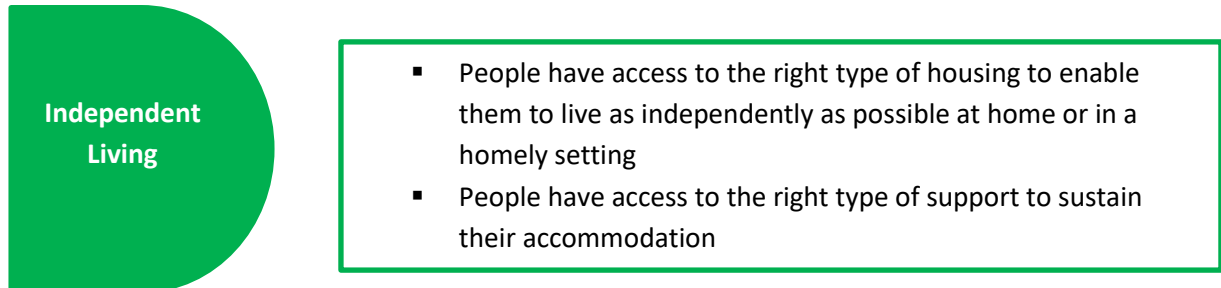 Independent
Living
▪ People have access to the right type of housing to enable
them to live as independently as possible at home or in a
homely setting
▪ People have access to the right type of support to sustain
their accommodation